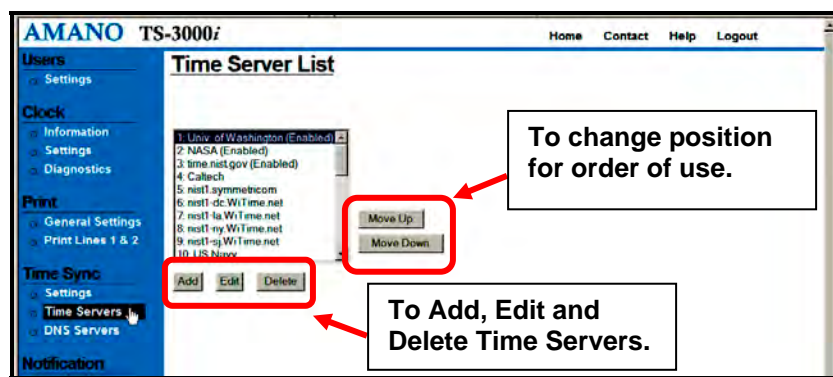 AMANO TS-3000i
Home Contact Help Logout
Users
Settings
Clock
Information
Settings
Diagnostics
Print
General Settings
Print Lines 1 & 2
Time Sync
Settings
Time Servers
DNS Servers
Notification
Time Server List
1: Univ. of Washington (Enabled)
2: NASA (Enabled)
3: time.nist.gov (Enabled)
4: Caltech
5: nist1.symmetricom
6: nist1-dc.WiTime.net
7: nist1-la.WiTime.net
8: nist1-ny.WiTime.net
9: nist1-sj.WiTime.net
10: US Navy
Move Up
Move Down
Add Edit Delete
To change position
for order of use.
To Add, Edit and
Delete Time Servers.